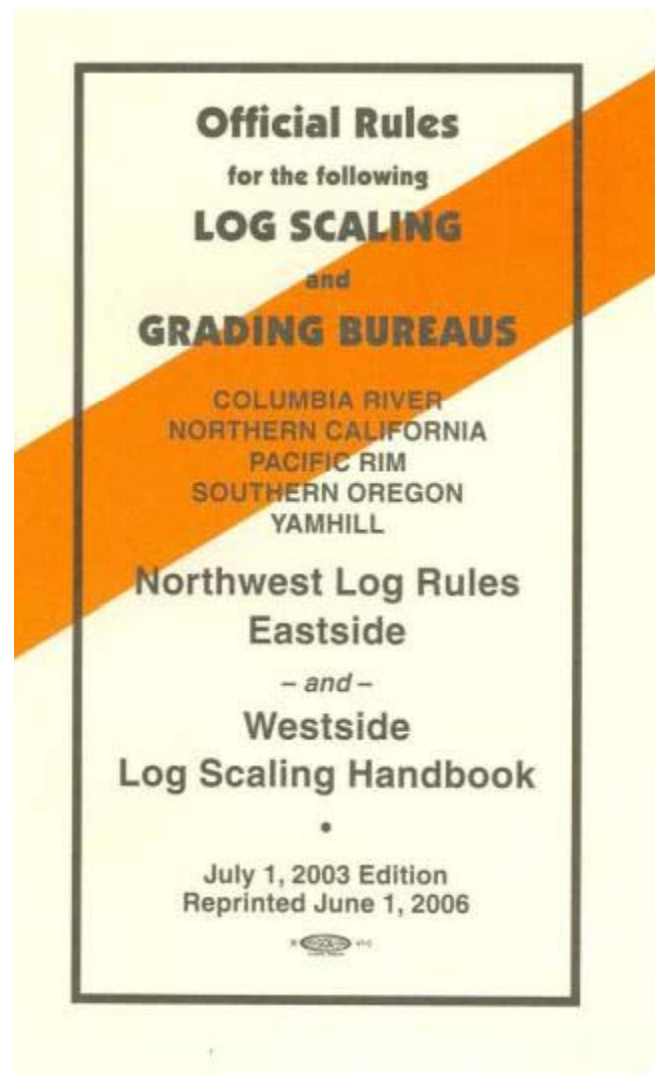 Official Rules
for the following
LOG SCALING
and
GRADING BUREAUS
COLUMBIA RIVER
NORTHERN CALIFORNIA
PACIFIC RIM
SOUTHERN OREGON
YAMHILL
Northwest Log Rules
Eastside
– and –
Westside
Log Scaling Handbook
•
July 1, 2003 Edition
Reprinted June 1, 2006